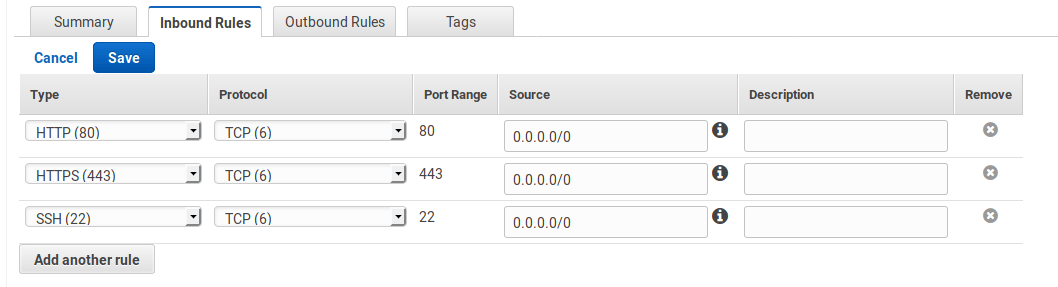 Summary Inbound Rules Outbound Rules Tags
Cancel Save
Type Protocol Port Range Source Description Remove
HTTP (80) TCP (6) 80 0.0.0.0/0
HTTPS (443) TCP (6) 443 0.0.0.0/0
SSH (22) TCP (6) 22 0.0.0.0/0
Add another rule